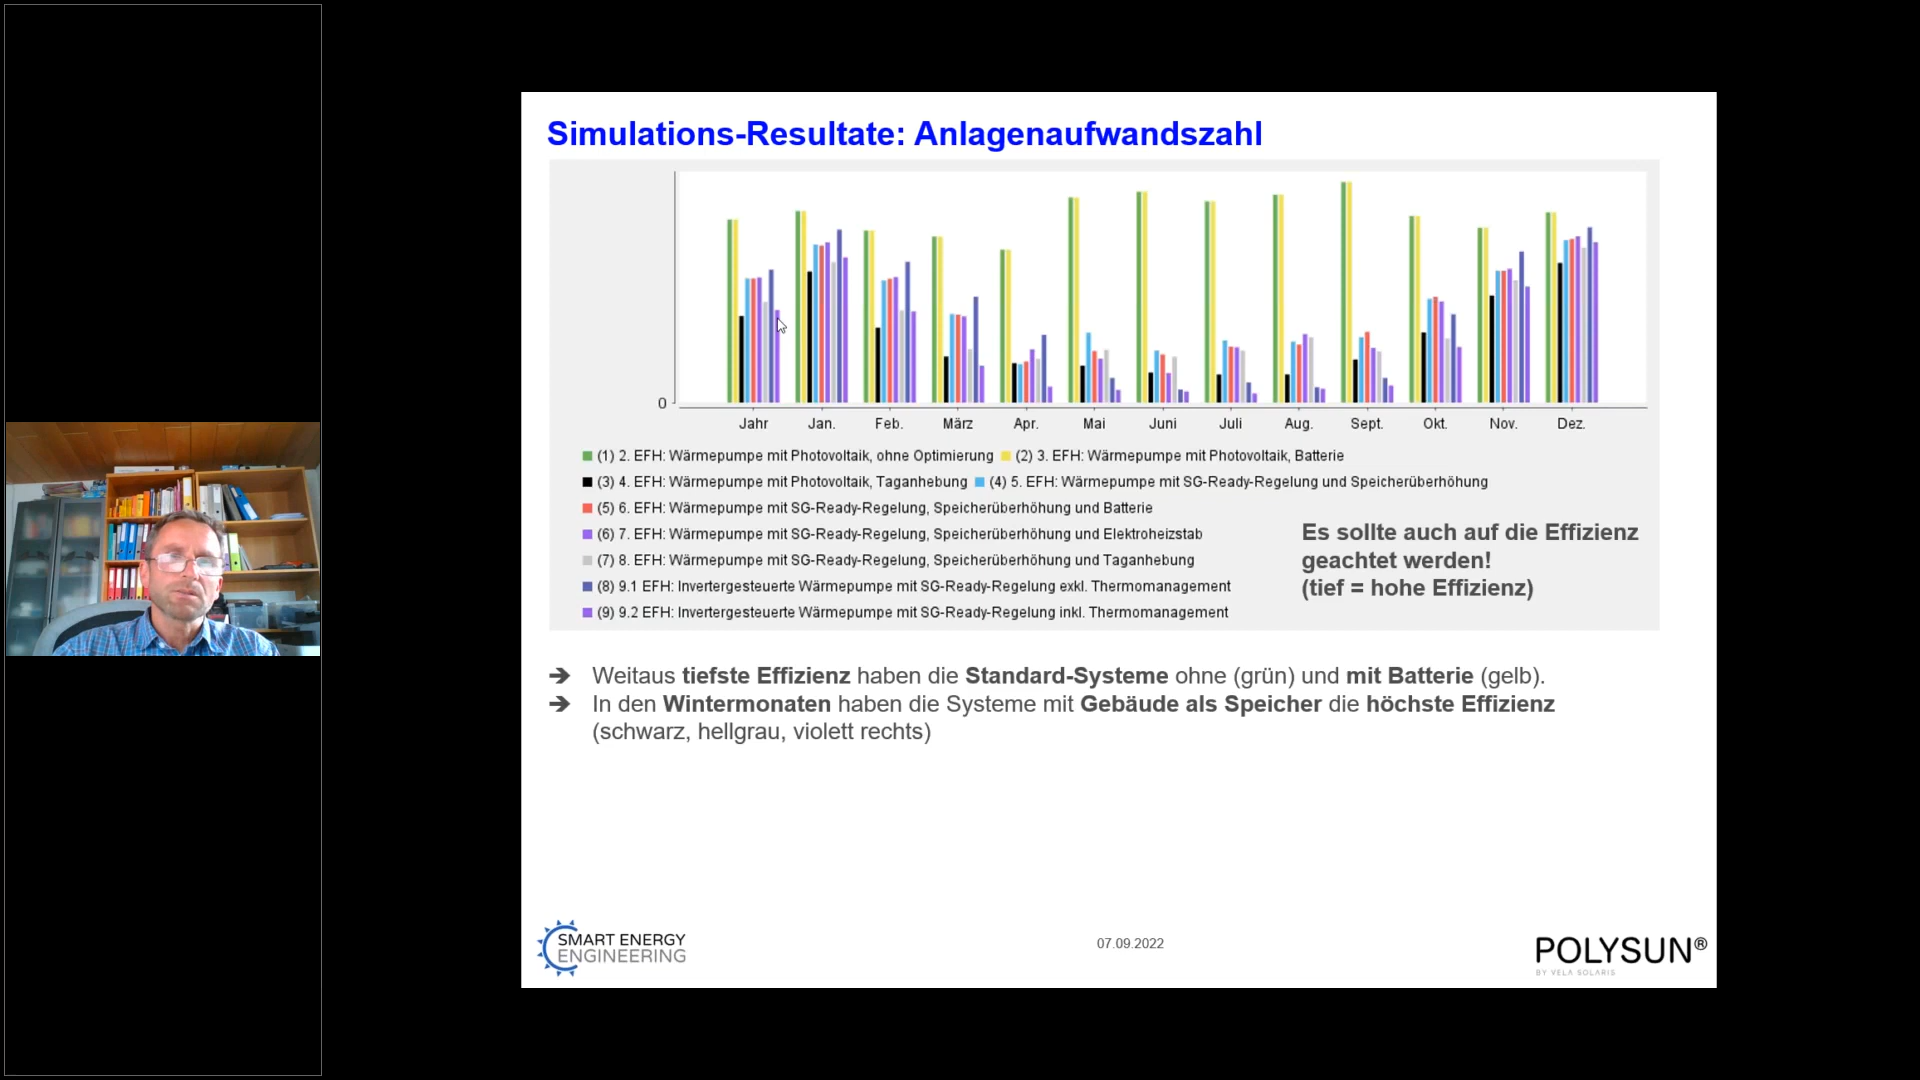 Simulations-Resultate: Anlagenaufwandszahl
0
Jahr Jan. Feb. März Apr. Mai Juni Juli Aug. Sept. Okt. Nov. Dez.
(1) 2. EFH: Wärmepumpe mit Photovoltaik, ohne Optimierung (2) 3. EFH: Wärmepumpe mit Photovoltaik, Batterie
(3) 4. EFH: Wärmepumpe mit Photovoltaik, Taganhebung (4) 5. EFH: Wärmepumpe mit SG-Ready-Regelung und Speicherüberhöhung
(5) 6. EFH: Wärmepumpe mit SG-Ready-Regelung, Speicherüberhöhung und Batterie
(6) 7. EFH: Wärmepumpe mit SG-Ready-Regelung, Speicherüberhöhung und Elektroheizstab
(7) 8. EFH: Wärmepumpe mit SG-Ready-Regelung, Speicherüberhöhung und Taganhebung
(8) 9.1 EFH: Invertergesteuerte Wärmepumpe mit SG-Ready-Regelung exkl. Thermomanagement
(9) 9.2 EFH: Invertergesteuerte Wärmepumpe mit SG-Ready-Regelung inkl. Thermomanagement
Es sollte auch auf die Effizienz
geachtet werden!
(tief = hohe Effizienz)
➔ Weitaus tiefste Effizienz haben die Standard-Systeme ohne (grün) und mit Batterie (gelb).
➔ In den Wintermonaten haben die Systeme mit Gebäude als Speicher die höchste Effizienz
(schwarz, hellgrau, violett rechts)
SMART ENERGY
ENGINEERING
07.09.2022
POLYSUN®
BY VELA SOLARIS